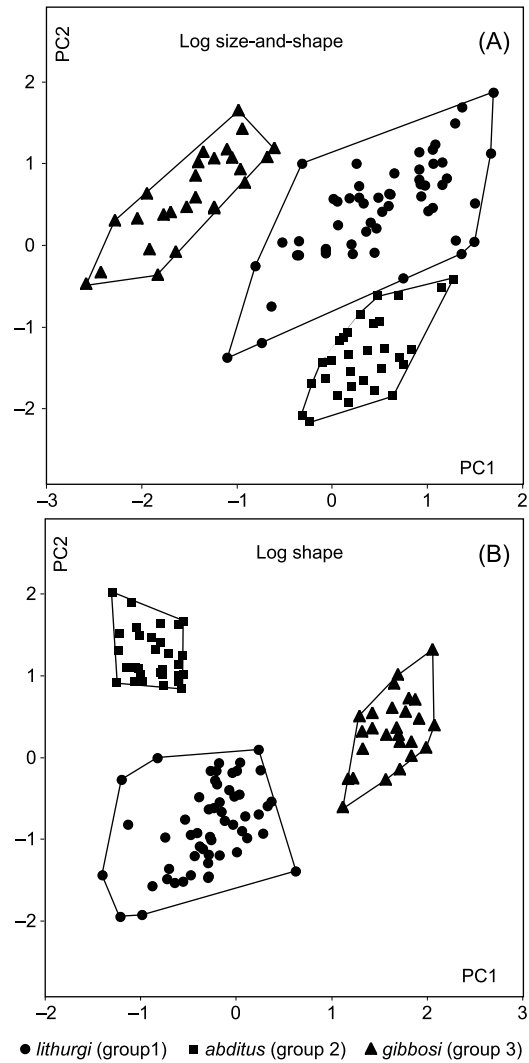 PC2
Log size-and-shape
(A)
2
1
0
–1
–2
PC1
–3
–2
–1
0
1
2
PC2
Log shape
(B)
2
1
0
–1
–2
PC1
–2
–1
0
1
2
3
lithurgi (group1) abditus (group 2) gibbosi (group 3)